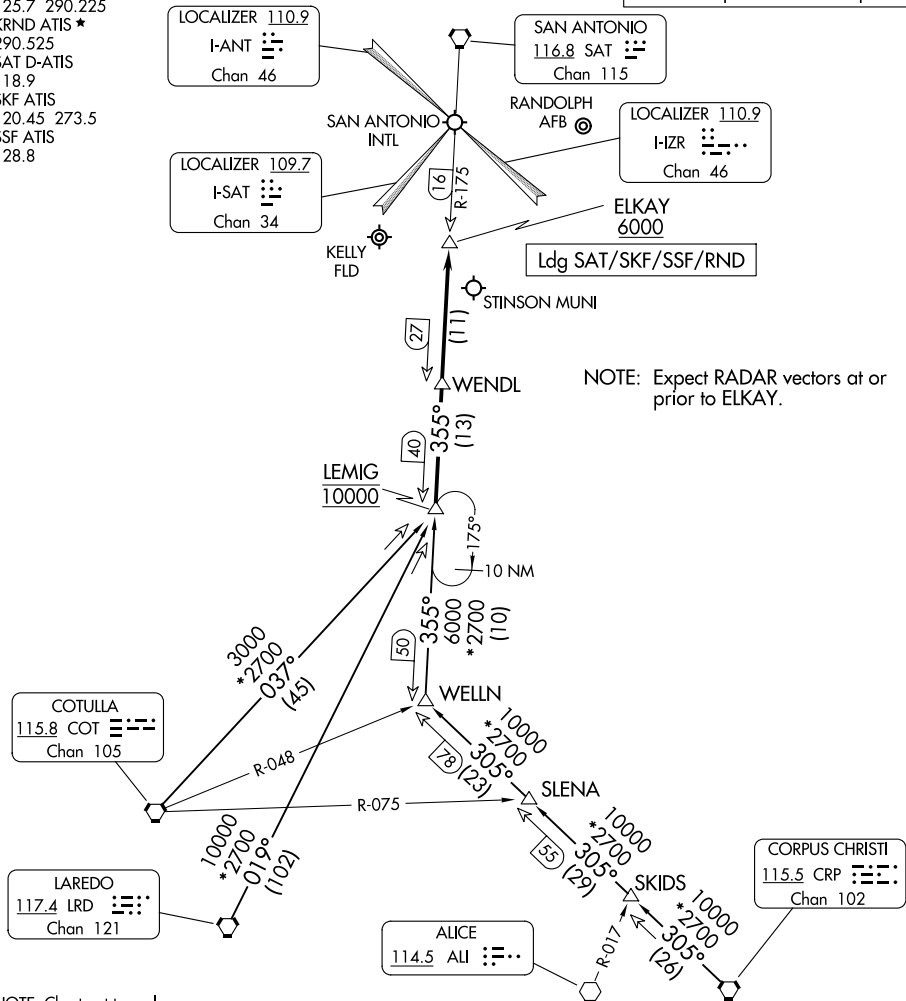 25.7 290.225
KRND ATIS ★
290.525
SAT D-ATIS
18.9
SKF ATIS
20.45 273.5
SSF ATIS
28.8
LOCALIZER 110.9
I-ANT
Chan 46
SAN ANTONIO
116.8 SAT
Chan 115
SAN ANTONIO
INTL
RANDOLPH
AFB
LOCALIZER 110.9
I-IZR
Chan 46
LOCALIZER 109.7
I-SAT
Chan 34
16
R-175
KELLY
FLD
ELKAY
6000
Ldg SAT/SKF/SSF/RND
STINSON MUNI
27
(11)
WENDL
NOTE: Expect RADAR vectors at or
prior to ELKAY.
355°
(13)
40
LEMIG
10000
175°
10 NM
355°
6000
*2700
(10)
50
WELLN
3000
*2700
037°
(45)
COTULLA
115.8 COT
Chan 105
R-048
R-075
10000
*2700
305°
(23)
78
SLENA
10000
*2700
305°
(29)
55
SKIDS
10000
*2700
305°
(26)
CORPUS CHRISTI
115.5 CRP
Chan 102
10000
*2700
019°
(102)
LAREDO
117.4 LRD
Chan 121
ALICE
114.5 ALI
R-017